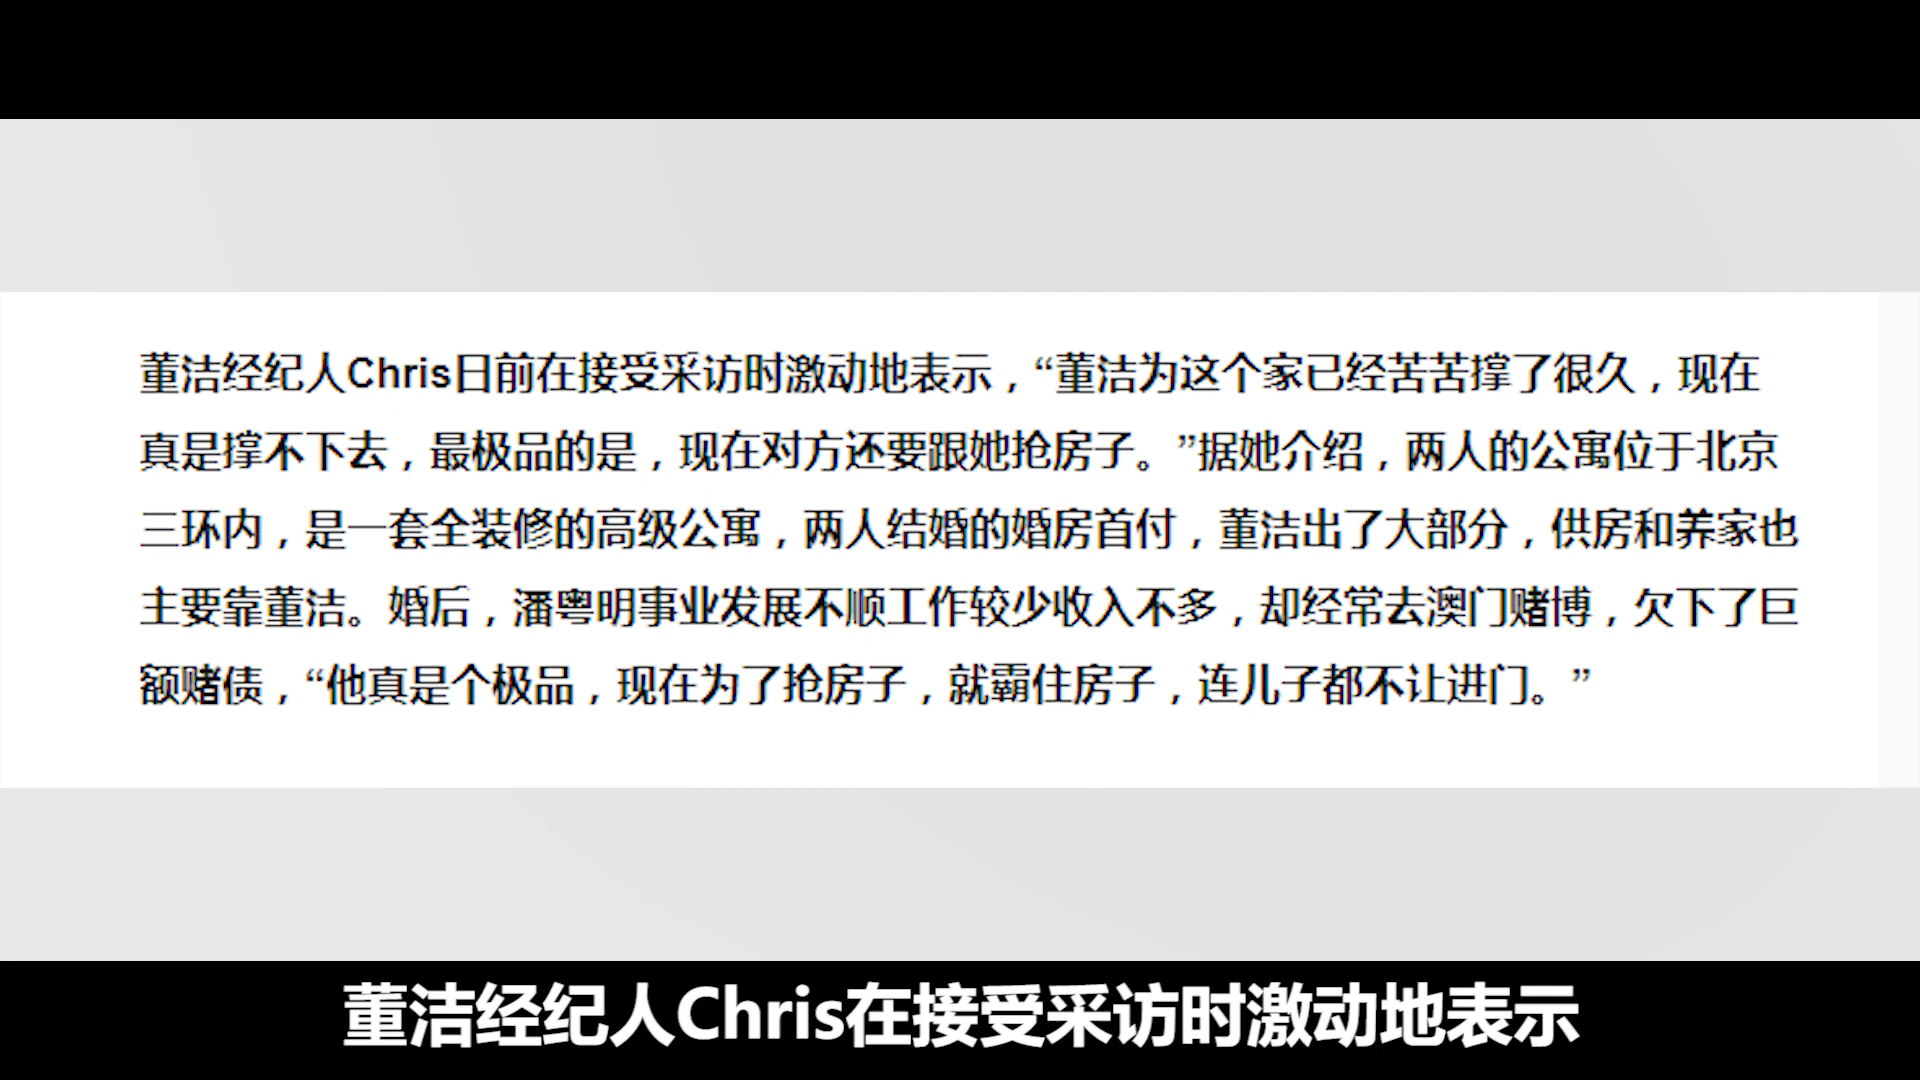 董洁经纪人Chris日前在接受采访时激动地表示，“董洁为这个家已经苦苦撑了很久，现在
真是撑不下去，最极品的是，现在对方还要跟她抢房子。”据她介绍，两人的公寓位于北京
三环内，是一套全装修的高级公寓，两人结婚的婚房首付，董洁出了大部分，供房和养家也
主要靠董洁。婚后，潘粤明事业发展不顺工作较少收入不多，却经常去澳门赌博，欠下了巨
额赌债，“他真是个极品，现在为了抢房子，就霸住房子，连儿子都不让进门。”
董洁经纪人Chris在接受采访时激动地表示